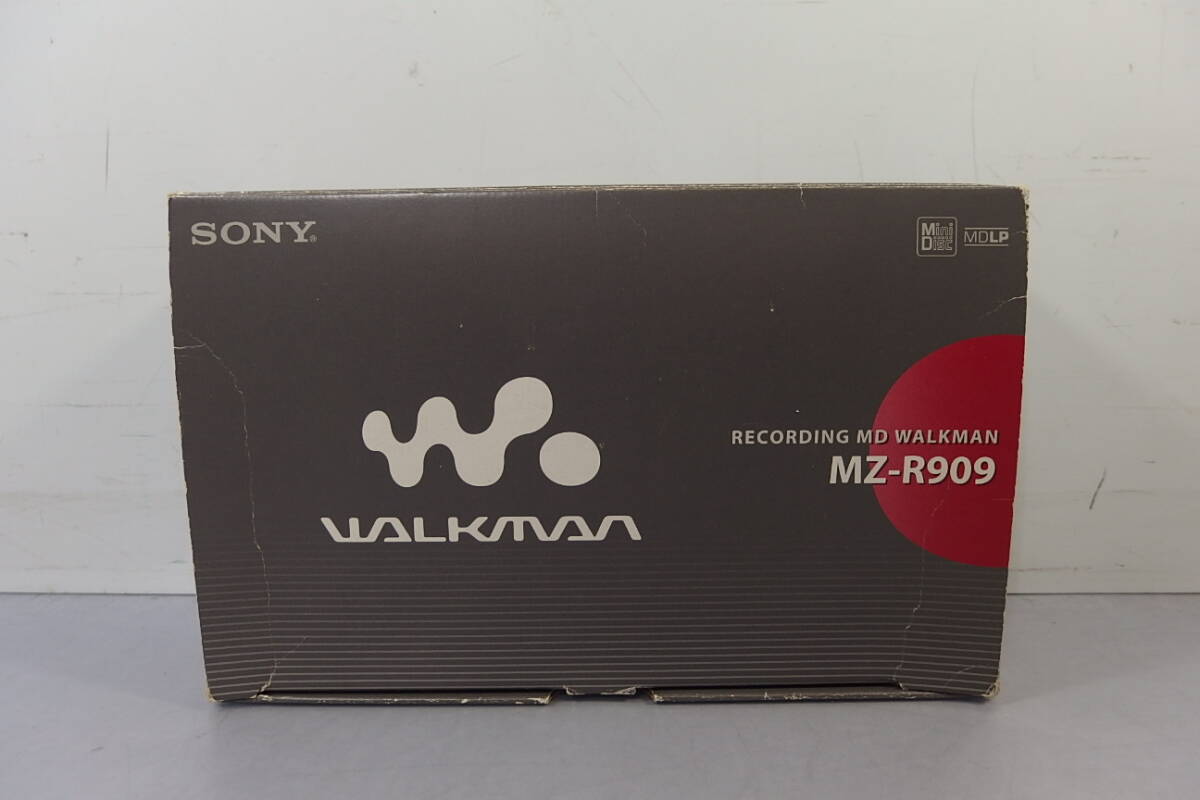 SONY®
Mini
Disc
MDLP
RECORDING MD WALKMAN
MZ-R909
WALKMAN